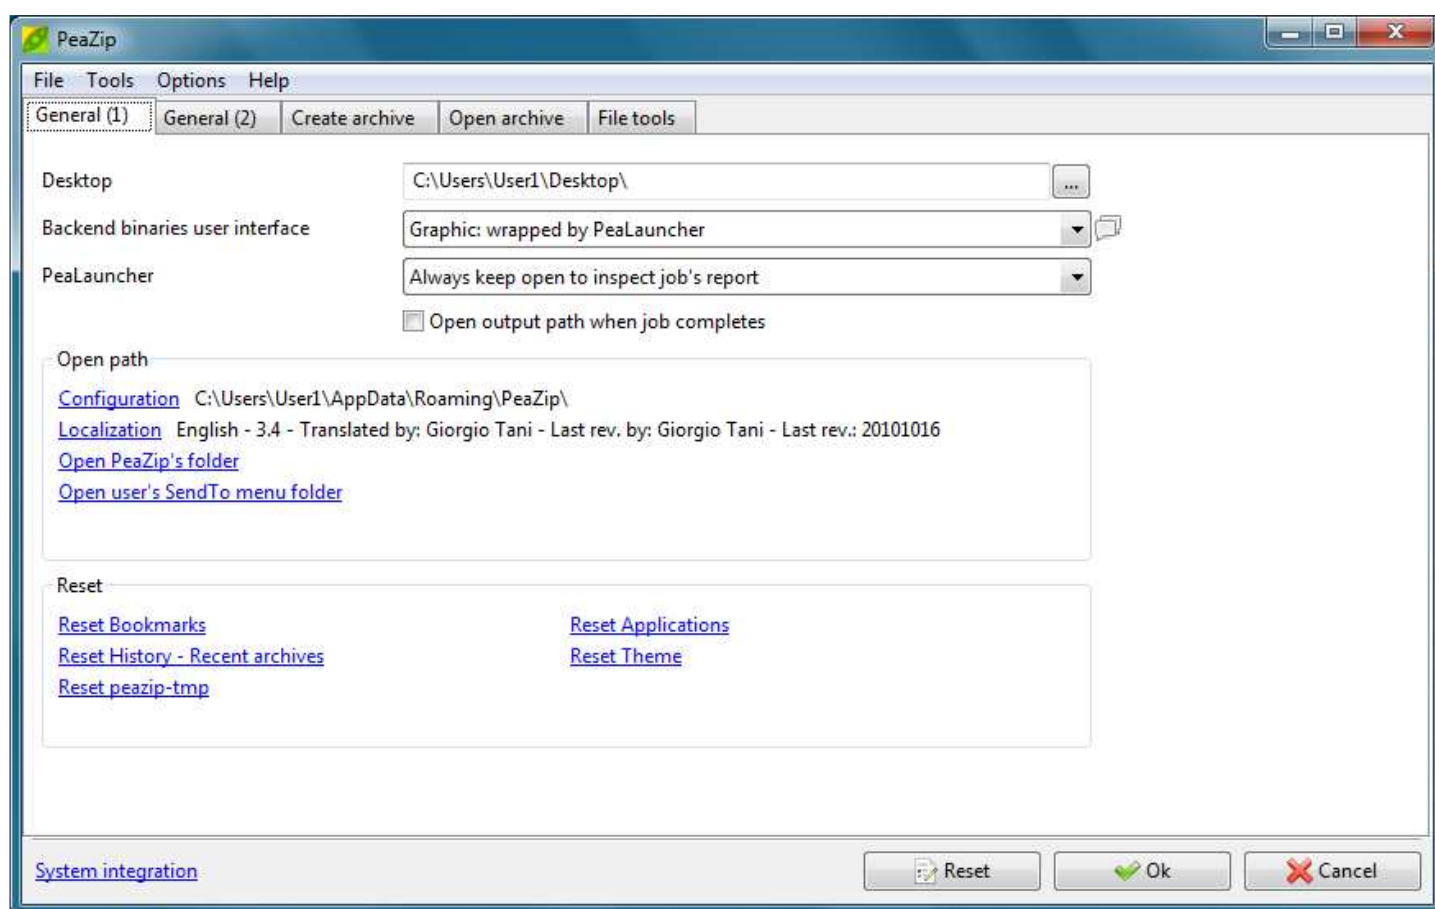 PeaZip
File Tools Options Help
General (1) General (2) Create archive Open archive File tools
Desktop C:\Users\User1\Desktop\ ...
Backend binaries user interface Graphic: wrapped by PeaLauncher
PeaLauncher Always keep open to inspect job's report
Open output path when job completes
Open path
Configuration C:\Users\User1\AppData\Roaming\PeaZip\
Localization English - 3.4 - Translated by: Giorgio Tani - Last rev. by: Giorgio Tani - Last rev.: 20101016
Open PeaZip's folder
Open user's SendTo menu folder
Reset
Reset Bookmarks Reset Applications
Reset History - Recent archives Reset Theme
Reset peazip-tmp
System integration Reset Ok Cancel